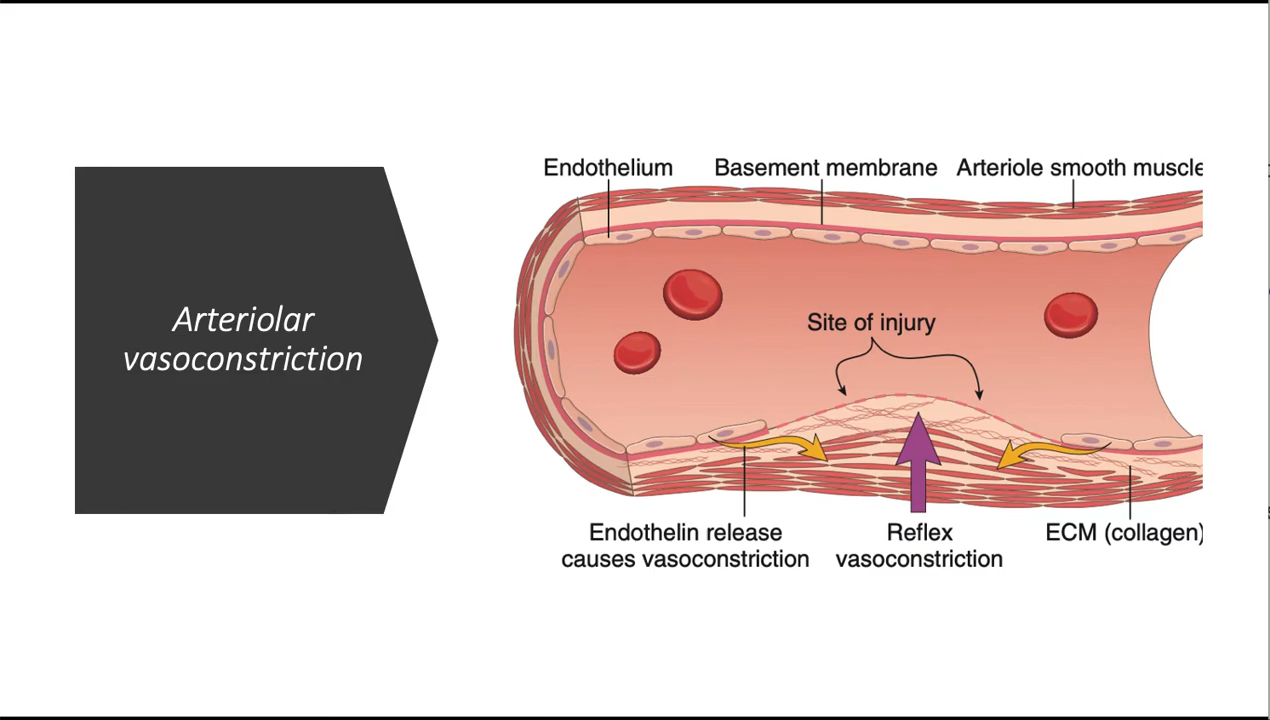 Arteriolar
vasoconstriction
Endothelium
Basement membrane
Arteriole smooth muscle
Site of injury
Endothelin release
causes vasoconstriction
Reflex
vasoconstriction
ECM (collagen)